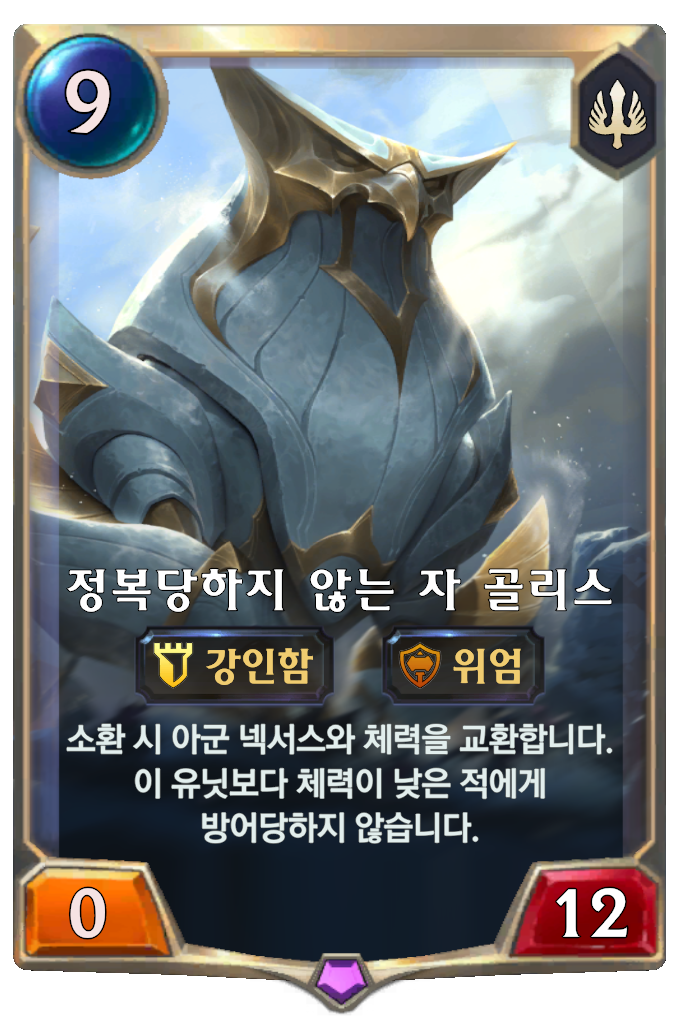 9
정복당하지 않는 자 골리스
강인함 위엄
소환 시 아군 넥서스와 체력을 교환합니다.
이 유닛보다 체력이 낮은 적에게
방어당하지 않습니다.
0 12